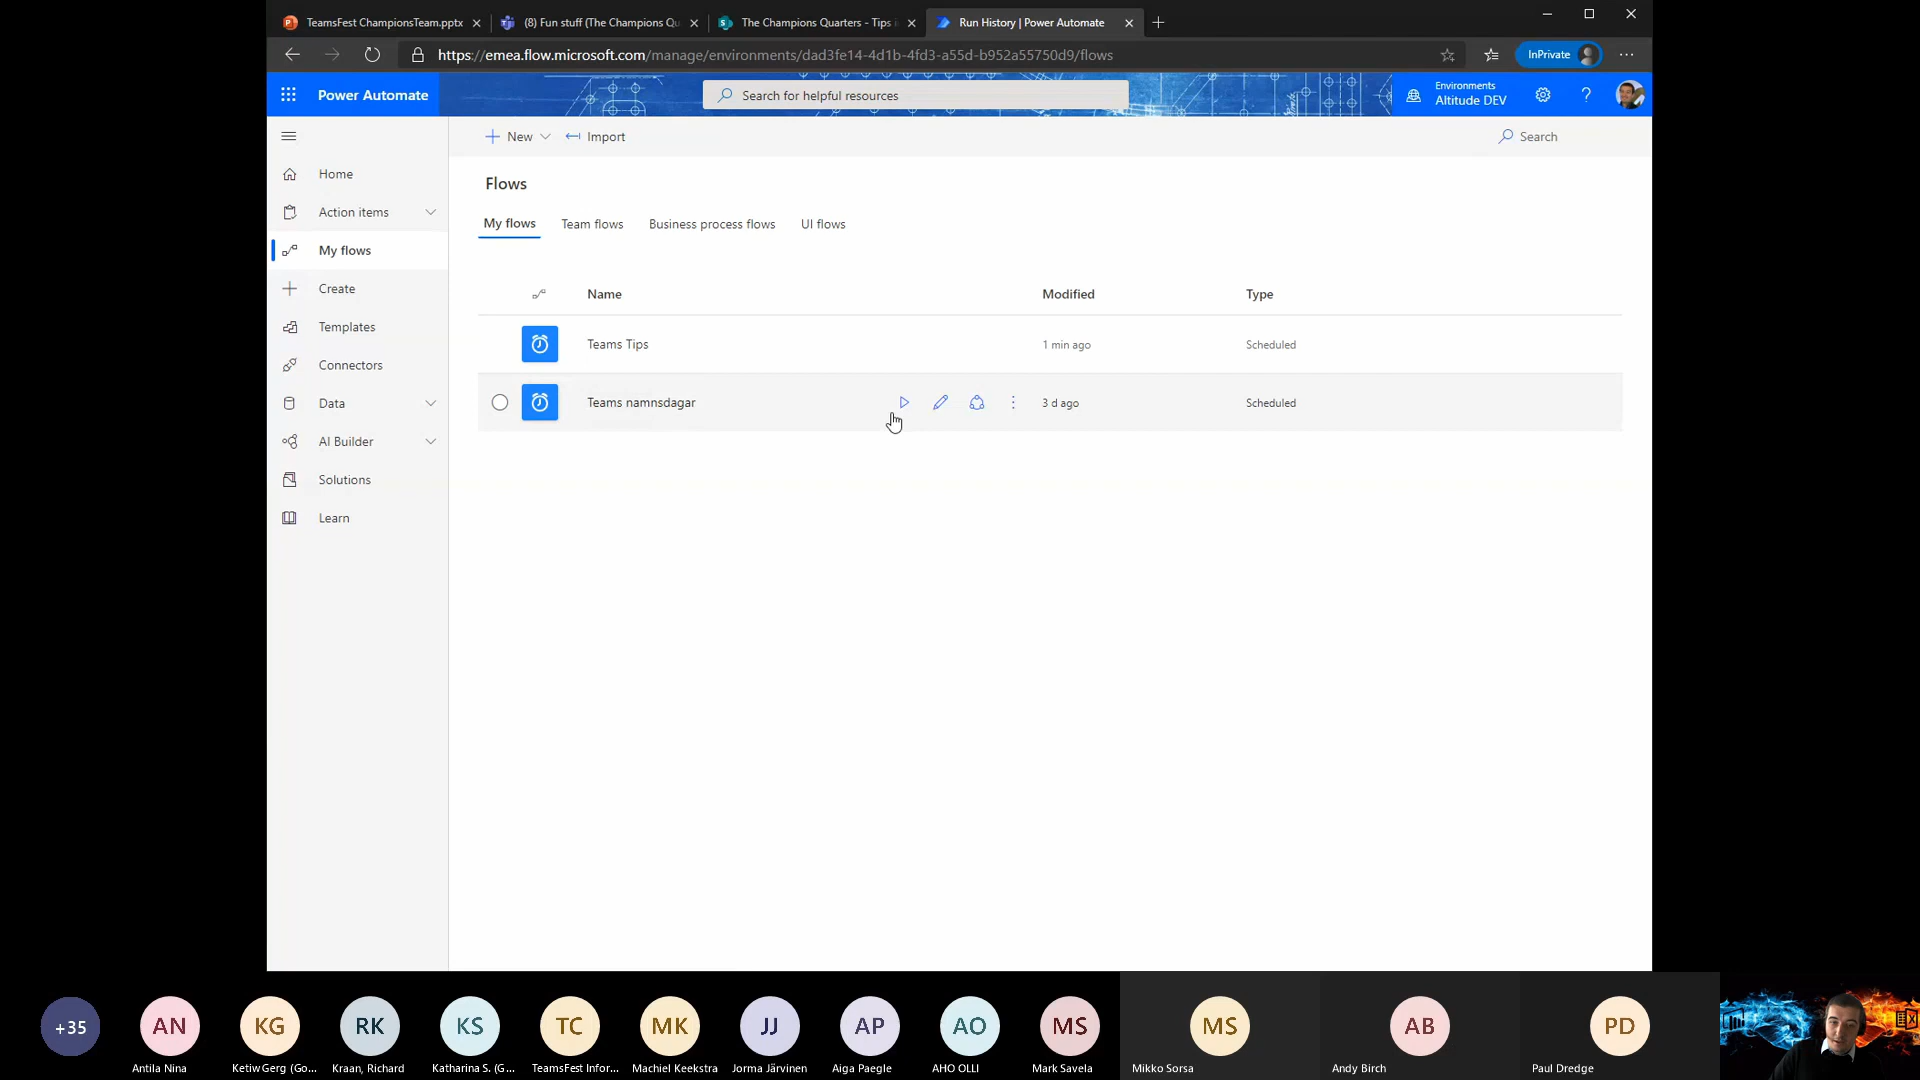 TeamsFest ChampionsTeam.pptx
(8) Fun stuff (The Champions Qu
The Champions Quarters - Tips i
Run History | Power Automate
https://emea.flow.microsoft.com/manage/environments/dad3fe14-4d1b-4fd3-a55d-b952a55750d9/flows
InPrivate
Power Automate
Search for helpful resources
Environments
Altitude DEV
New
Import
Search
Home
Action items
My flows
Create
Templates
Connectors
Data
AI Builder
Solutions
Learn
Flows
My flows
Team flows
Business process flows
UI flows
Name
Modified
Type
Teams Tips
1 min ago
Scheduled
Teams namnsdagar
3 d ago
Scheduled
+35
AN
KG
RK
KS
TC
MK
JJ
AP
AO
MS
MS
AB
PD
Antila Nina
Ketiw Gerg (Go...
Kraan, Richard
Katharina S. (G...
TeamsFest Infor...
Machiel Keekstra
Jorma Järvinen
Aiga Paegle
AHO OLLI
Mark Savela
Mikko Sorsa
Andy Birch
Paul Dredge